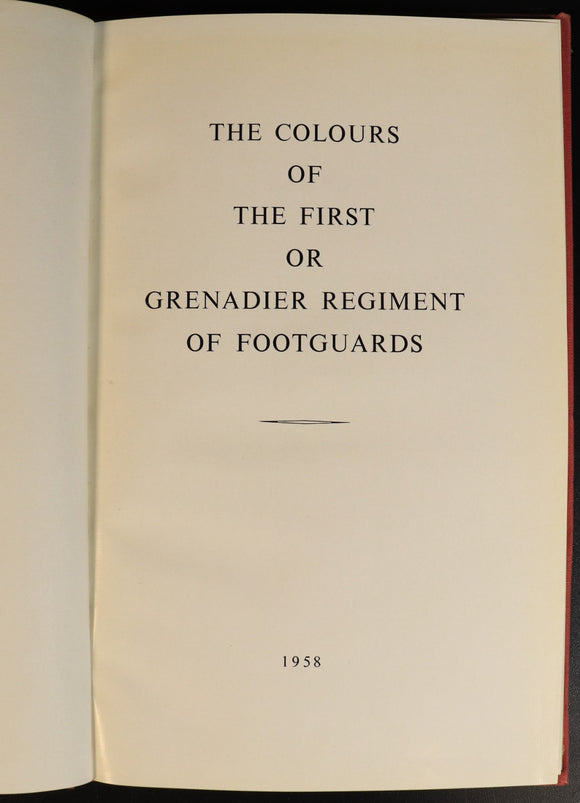 THE COLOURS
OF
THE FIRST
OR
GRENADIER REGIMENT
OF FOOTGUARDS
1958